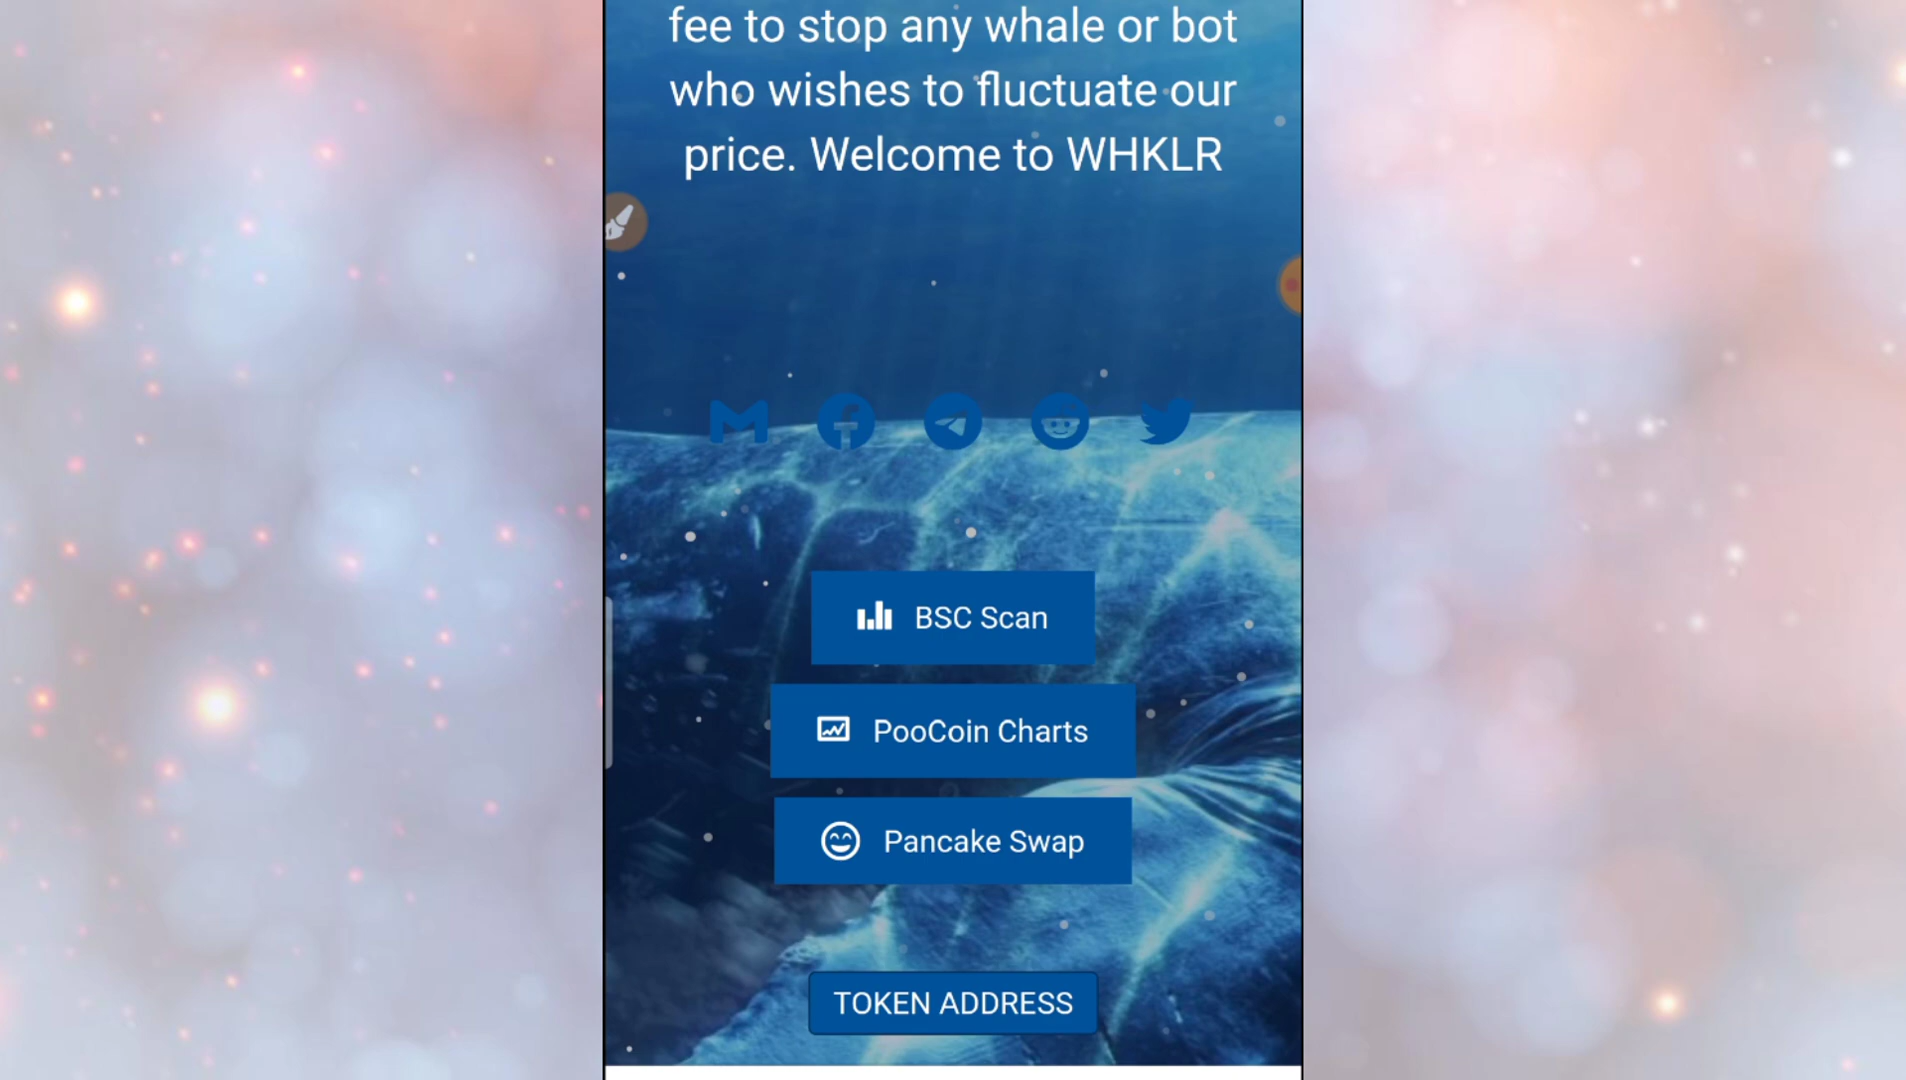 fee to stop any whale or bot
who wishes to fluctuate our
price. Welcome to WHKLR
BSC Scan
PooCoin Charts
Pancake Swap
TOKEN ADDRESS